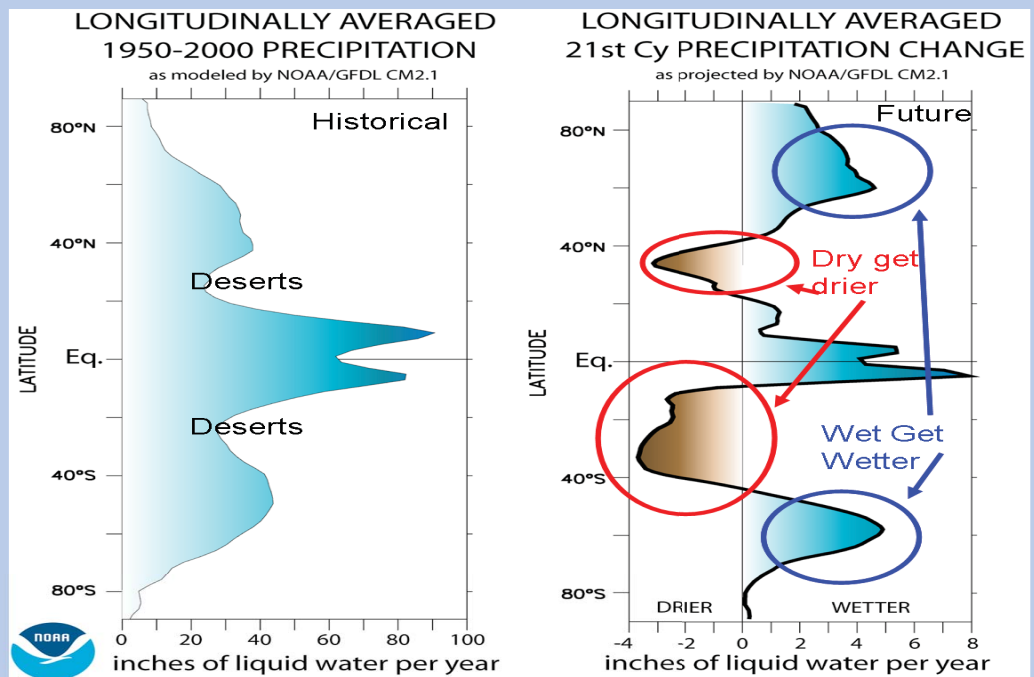 LONGITUDINALLY AVERAGED
1950-2000 PRECIPITATION
as modeled by NOAA/GFDL CM2.1
Historical
80°N
40°N
Deserts
Eq.
LATITUDE
Deserts
40°S
80°S
0 20 40 60 80 100
inches of liquid water per year
NOAA
LONGITUDINALLY AVERAGED
21st Cy PRECIPITATION CHANGE
as projected by NOAA/GFDL CM2.1
Future
80°N
40°N
Dry get
drier
Eq.
LATITUDE
Wet Get
Wetter
40°S
80°S
DRIER WETTER
-4 -2 0 2 4 6 8
inches of liquid water per year